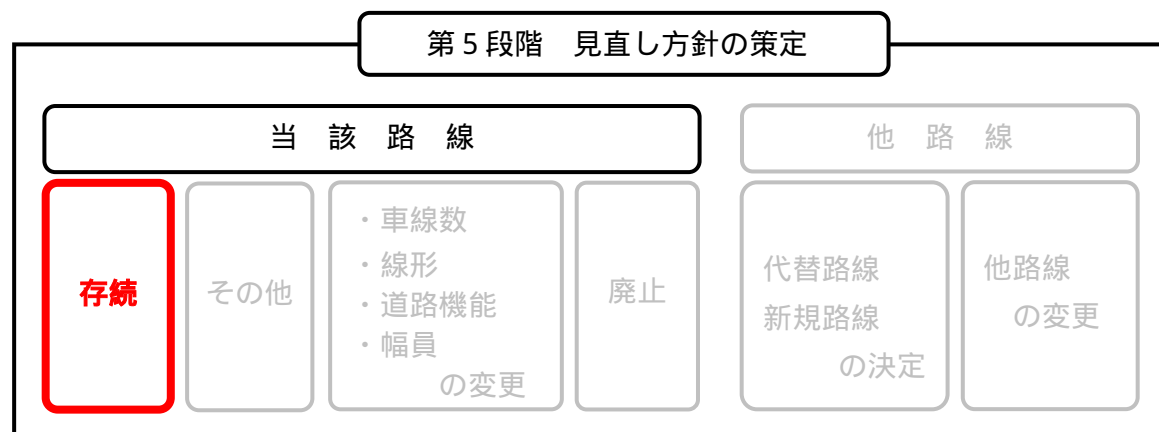 第5段階　見直し方針の策定
当　該　路　線
他　路　線
存続
その他
・車線数
・線形
・道路機能
・幅員
の変更
廃止
代替路線
新規路線
の決定
他路線
の変更